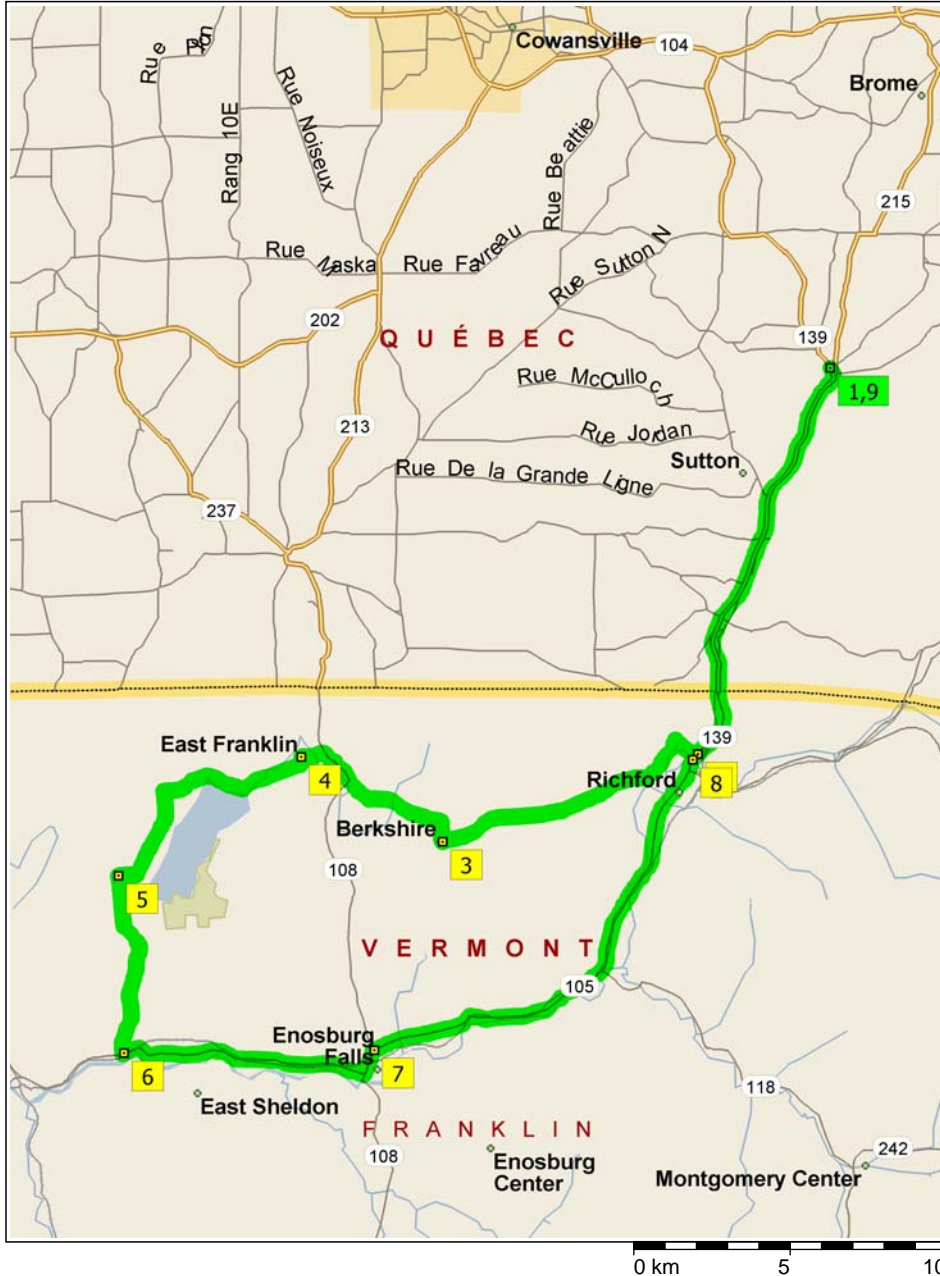 Cowansville
104
Brome
Rue Pion
Rang 10E
Rue Noiseux
Rue Beattie
215
Rue Maska
Rue Favreau
Rue Sutton N
202
QUÉBEC
139
1,9
Rue McCulloch
213
Rue Jordan
Sutton
Rue De la Grande Ligne
237
East Franklin
139
4
Richford
8
Berkshire
3
108
5
VERMONT
105
Enosburg
Falls
6
7
East Sheldon
118
FRANKLIN
108
Enosburg
Center
242
Montgomery Center
0 km
5